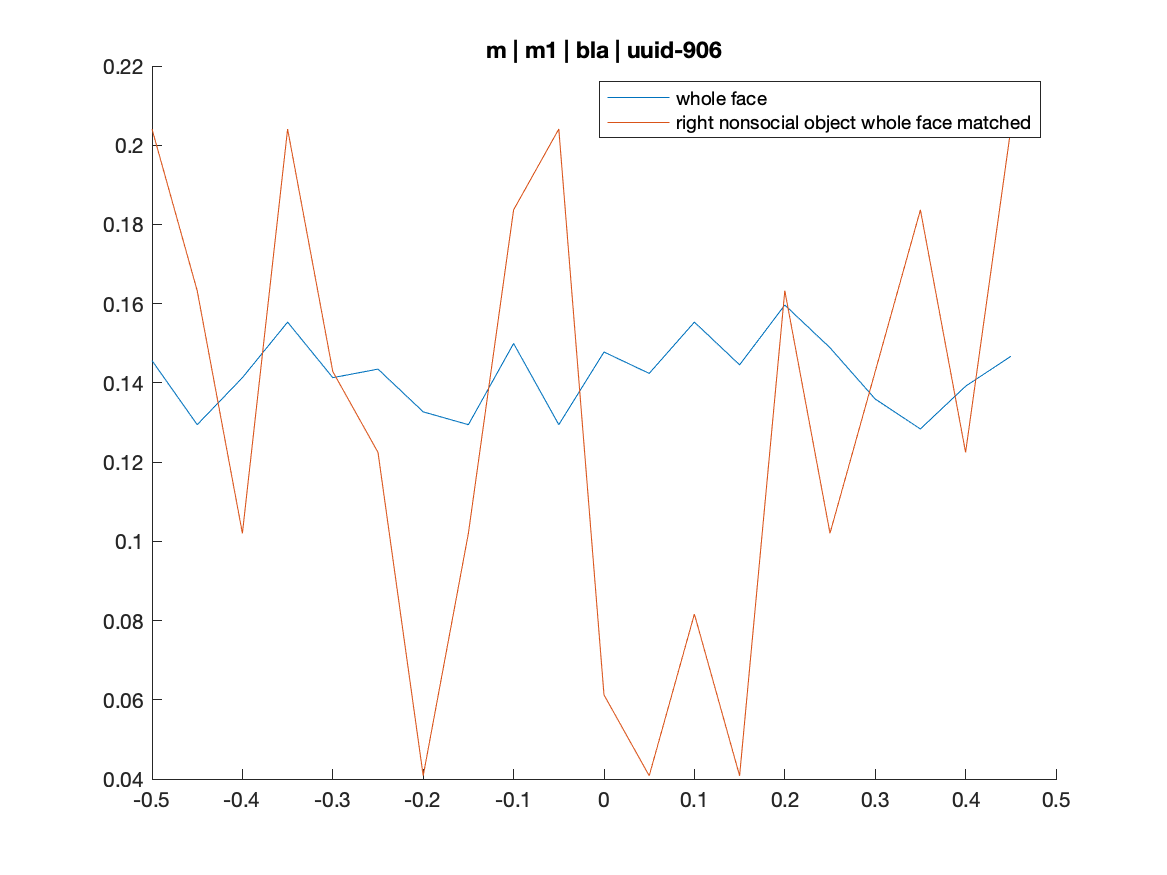 m | m1 | bla | uuid-906
whole face
right nonsocial object whole face matched
0.22
0.2
0.18
0.16
0.14
0.12
0.1
0.08
0.06
0.04
-0.5 -0.4 -0.3 -0.2 -0.1 0 0.1 0.2 0.3 0.4 0.5